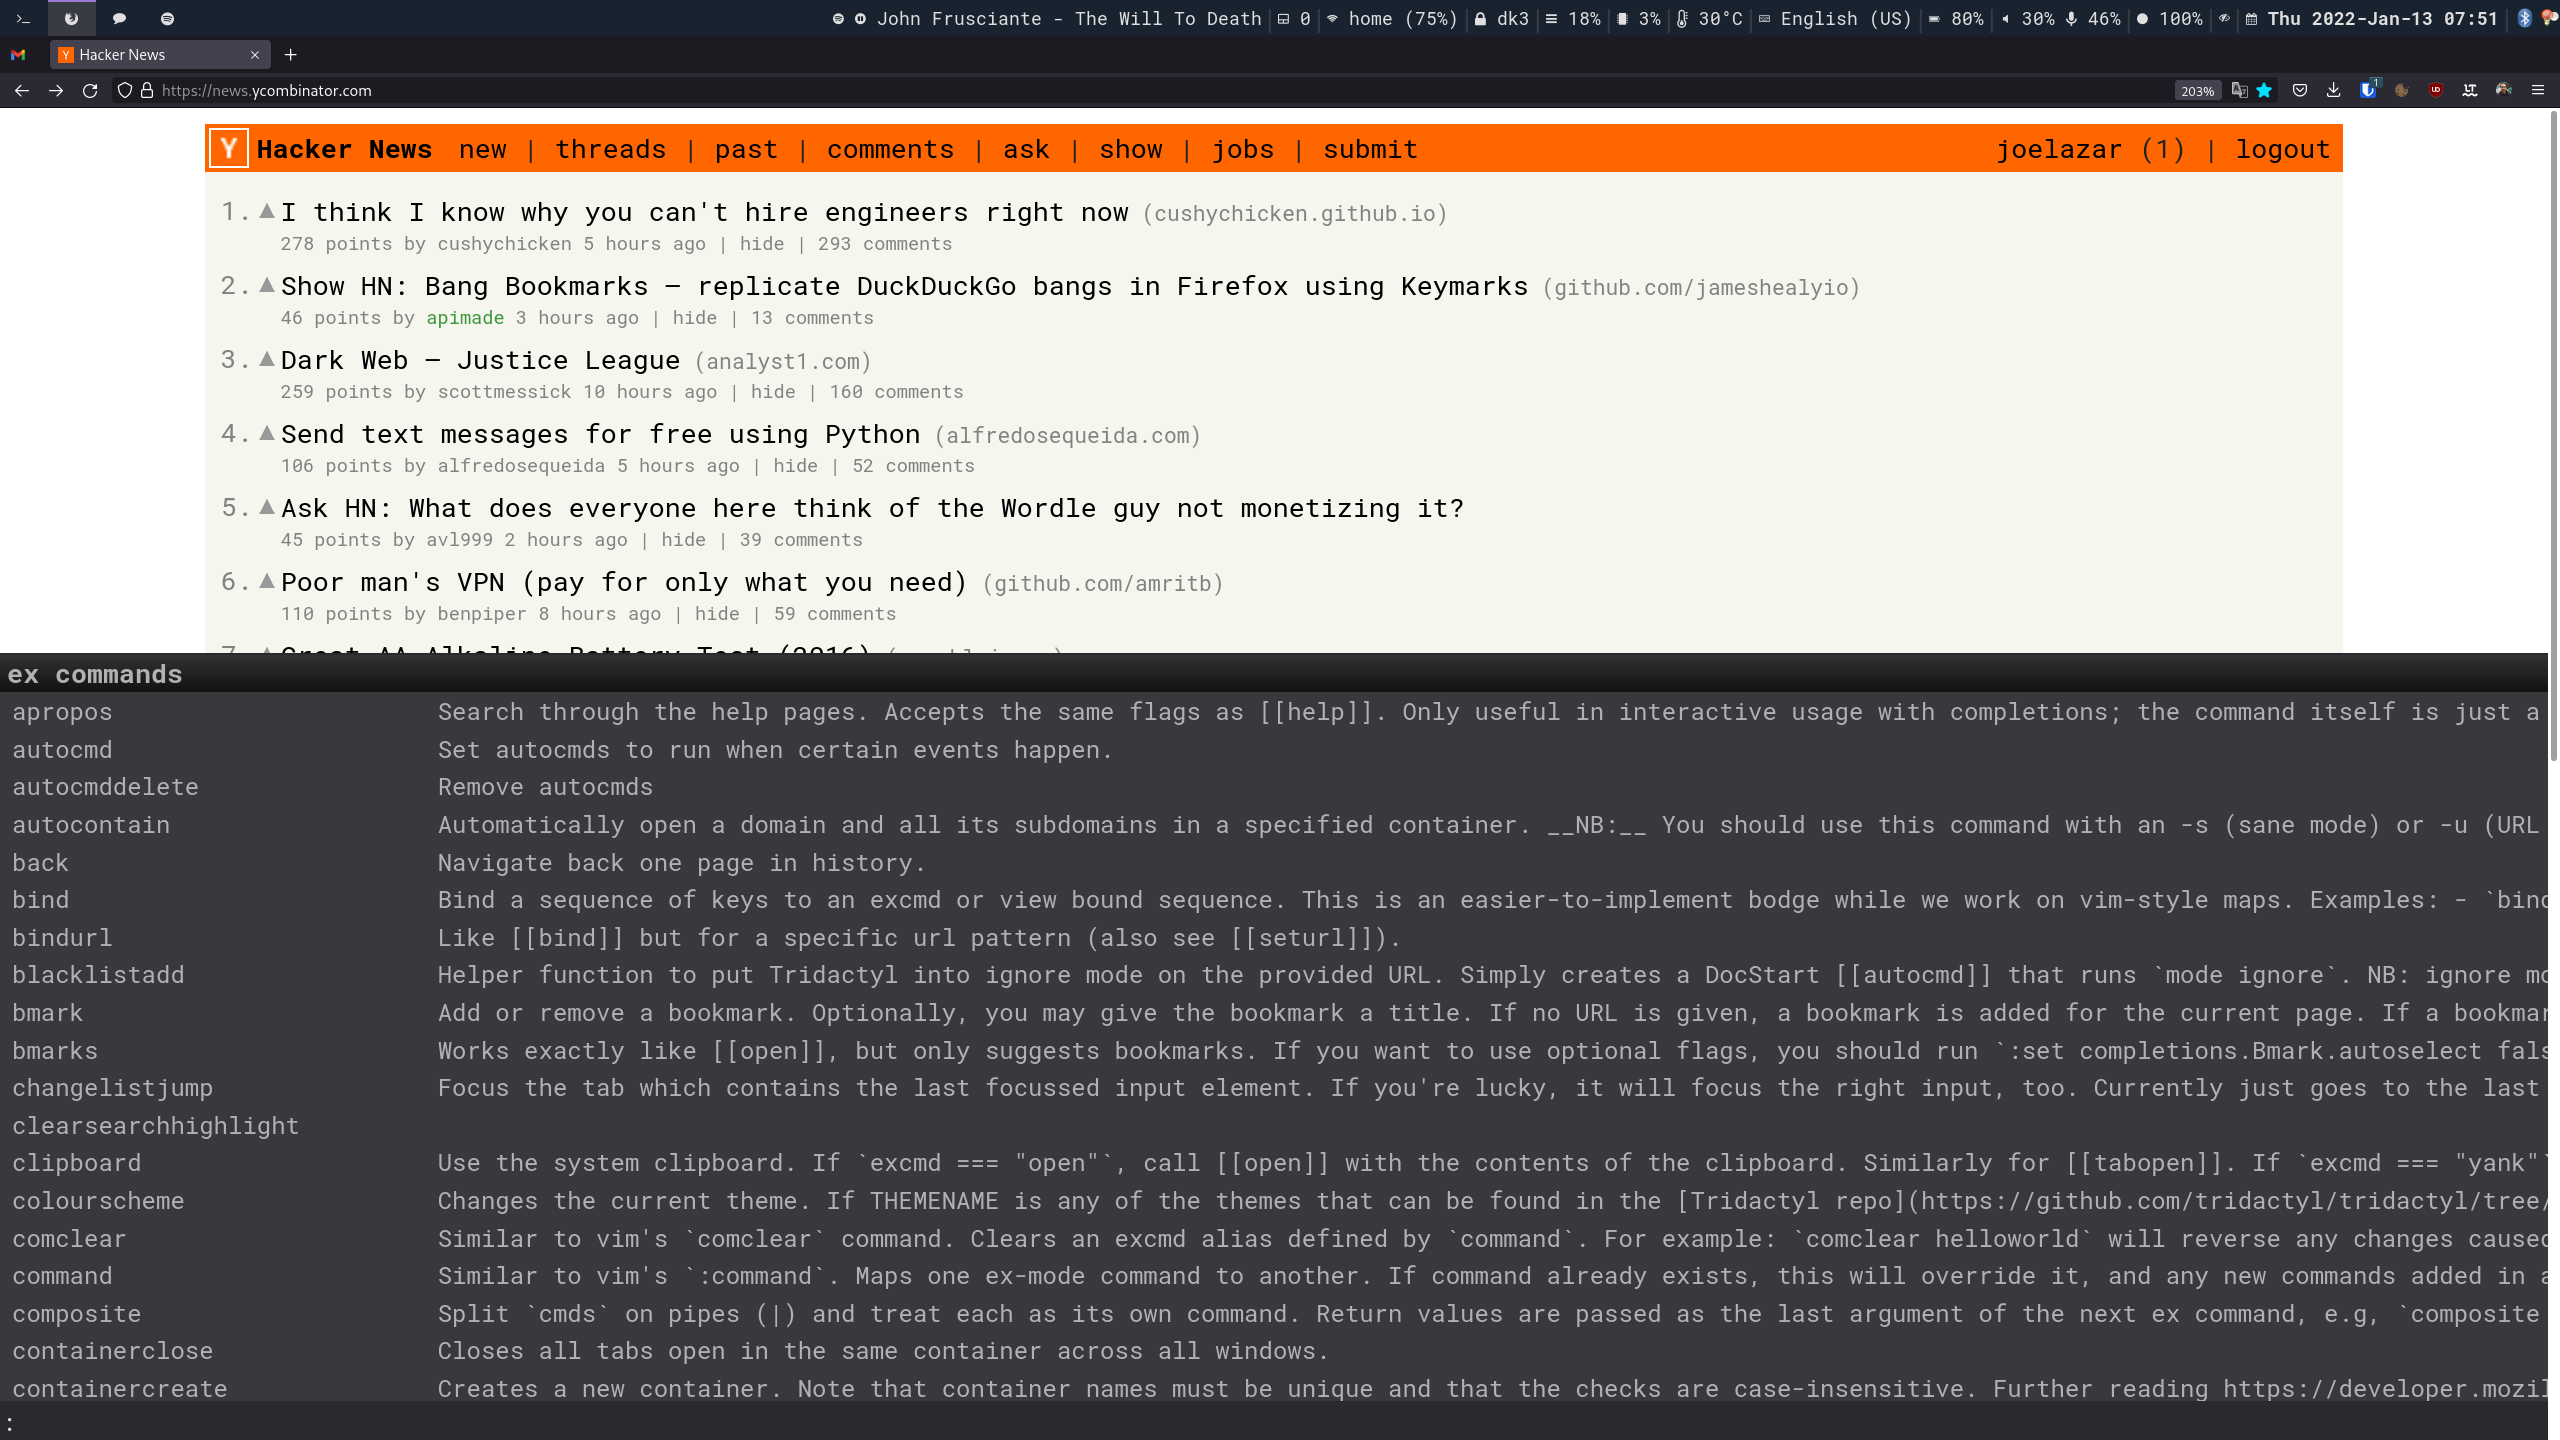 John Frusciante - The Will To Death 0 home (75%) dk3 18% 3% 30°C English (US) 80% 30% 46% 100% Thu 2022-Jan-13 07:51
Hacker News
https://news.ycombinator.com 203% 1
Y Hacker News new | threads | past | comments | ask | show | jobs | submit joelazar (1) | logout
1. I think I know why you can't hire engineers right now (cushychicken.github.io)
278 points by cushychicken 5 hours ago | hide | 293 comments
2. Show HN: Bang Bookmarks – replicate DuckDuckGo bangs in Firefox using Keymarks (github.com/jameshealyio)
46 points by apimade 3 hours ago | hide | 13 comments
3. Dark Web – Justice League (analyst1.com)
259 points by scottmessick 10 hours ago | hide | 160 comments
4. Send text messages for free using Python (alfredosequeida.com)
106 points by alfredosequeida 5 hours ago | hide | 52 comments
5. Ask HN: What does everyone here think of the Wordle guy not monetizing it?
45 points by avl999 2 hours ago | hide | 39 comments
6. Poor man's VPN (pay for only what you need) (github.com/amritb)
110 points by benpiper 8 hours ago | hide | 59 comments
7. Great AA Alkaline Battery Test (2016)
ex commands
apropos Search through the help pages. Accepts the same flags as [[help]]. Only useful in interactive usage with completions; the command itself is just a
autocmd Set autocmds to run when certain events happen.
autocmddelete Remove autocmds
autocontain Automatically open a domain and all its subdomains in a specified container. __NB:__ You should use this command with an -s (sane mode) or -u (URL
back Navigate back one page in history.
bind Bind a sequence of keys to an excmd or view bound sequence. This is an easier-to-implement bodge while we work on vim-style maps. Examples: - `bind
bindurl Like [[bind]] but for a specific url pattern (also see [[seturl]]).
blacklistadd Helper function to put Tridactyl into ignore mode on the provided URL. Simply creates a DocStart [[autocmd]] that runs `mode ignore`. NB: ignore mo
bmark Add or remove a bookmark. Optionally, you may give the bookmark a title. If no URL is given, a bookmark is added for the current page. If a bookmar
bmarks Works exactly like [[open]], but only suggests bookmarks. If you want to use optional flags, you should run `:set completions.Bmark.autoselect fals
changelistjump Focus the tab which contains the last focussed input element. If you're lucky, it will focus the right input, too. Currently just goes to the last
clearsearchhighlight
clipboard Use the system clipboard. If `excmd === "open"`, call [[open]] with the contents of the clipboard. Similarly for [[tabopen]]. If `excmd === "yank"`
colourscheme Changes the current theme. If THEMENAME is any of the themes that can be found in the [Tridactyl repo](https://github.com/tridactyl/tridactyl/tree/
comclear Similar to vim's `comclear` command. Clears an excmd alias defined by `command`. For example: `comclear helloworld` will reverse any changes caused
command Similar to vim's `:command`. Maps one ex-mode command to another. If command already exists, this will override it, and any new commands added in a
composite Split `cmds` on pipes (|) and treat each as its own command. Return values are passed as the last argument of the next ex command, e.g, `composite
containerclose Closes all tabs open in the same container across all windows.
containercreate Creates a new container. Note that container names must be unique and that the checks are case-insensitive. Further reading https://developer.mozil
: